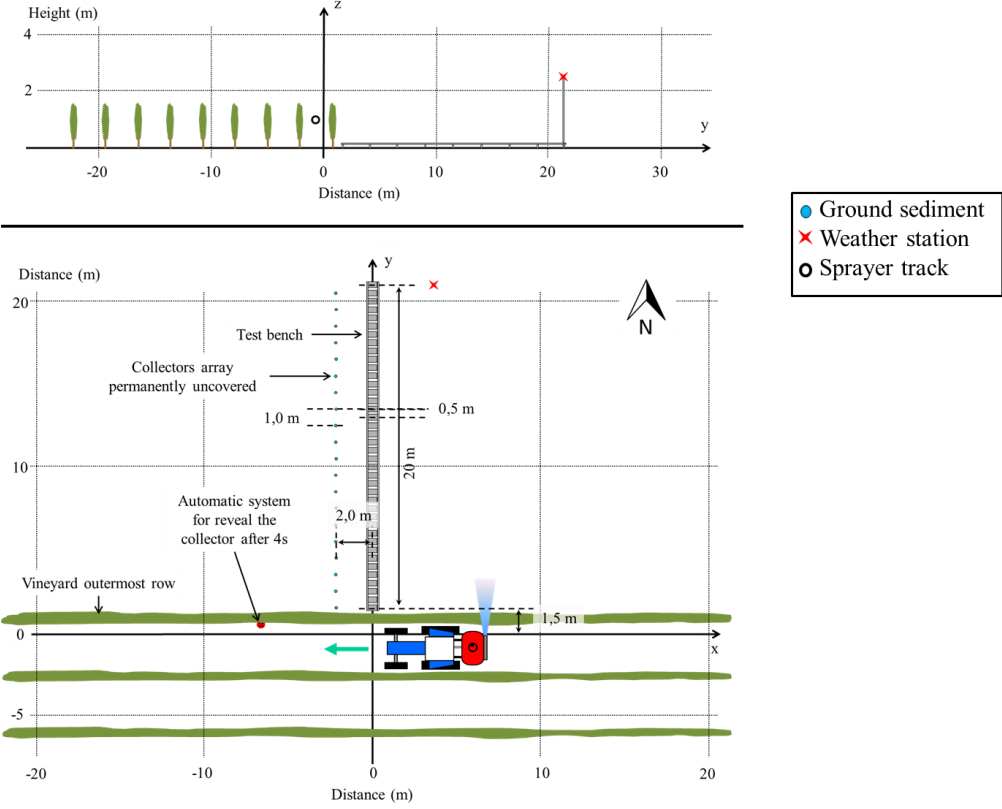 Height (m)
z
4
2
y
-20
-10
0
10
20
30
Distance (m)
Ground sediment
Weather station
Sprayer track
Distance (m)
y
20
Test bench
N
Collectors array
permanently uncovered
1,0 m
0,5 m
20 m
10
Automatic system
for reveal the
collector after 4s
2,0 m
Vineyard outermost row
1,5 m
0
x
-5
-20
-10
0
10
20
Distance (m)